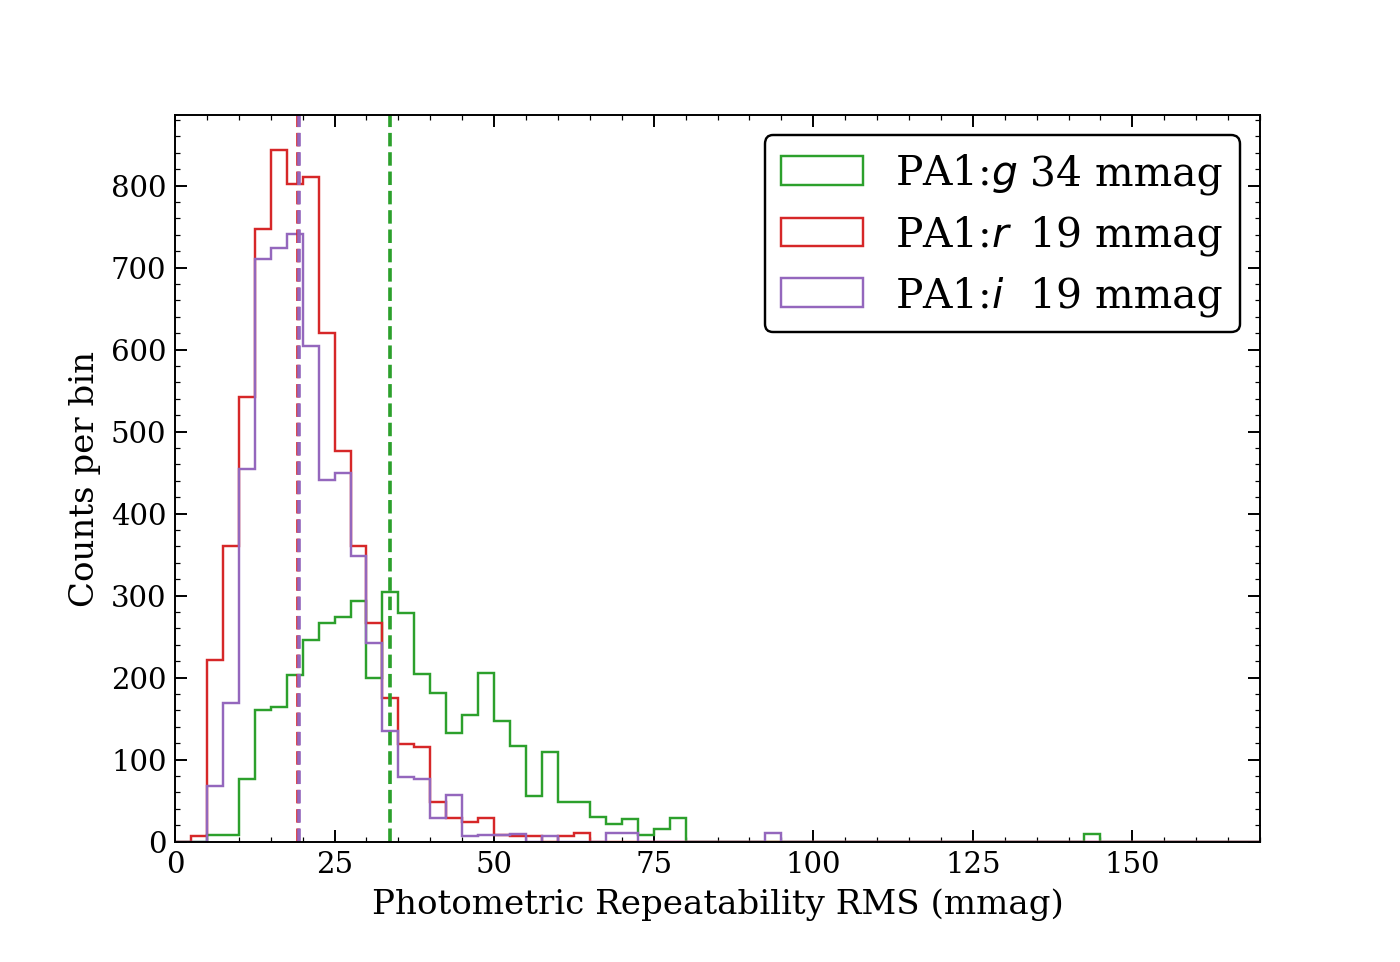 PA1:g 34 mmag
PA1:r 19 mmag
PA1:i 19 mmag
800
700
600
500
400
300
200
100
0
Counts per bin
0 25 50 75 100 125 150
Photometric Repeatability RMS (mmag)